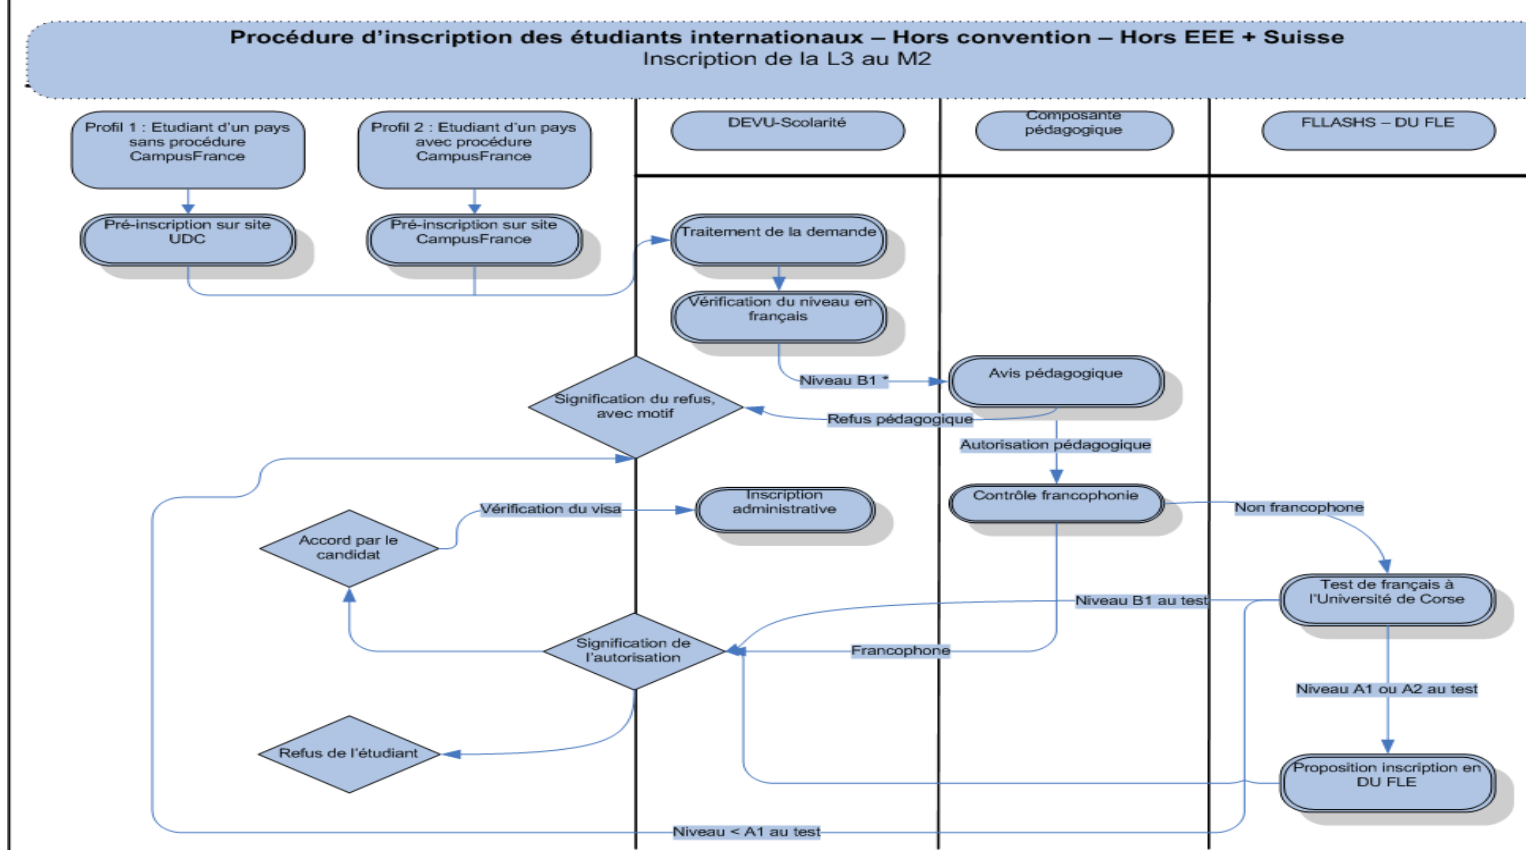 Procédure d’inscription des étudiants internationaux – Hors convention – Hors EEE + Suisse
Inscription de la L3 au M2
Profil 1 : Etudiant d’un pays
sans procédure
CampusFrance
Profil 2 : Etudiant d’un pays
avec procédure
CampusFrance
DEVU-Scolarité
Composante
pédagogique
FLLASHS – DU FLE
Pré-inscription sur site
UDC
Pré-inscription sur site
CampusFrance
Traitement de la demande
Vérification du niveau en
français
Niveau B1 *
Avis pédagogique
Signification du refus,
avec motif
Refus pédagogique
Autorisation pédagogique
Vérification du visa
Inscription
administrative
Contrôle francophonie
Non francophone
Accord par le
candidat
Test de français à
l’Université de Corse
Niveau B1 au test
Signification de
l’autorisation
Francophone
Niveau A1 ou A2 au test
Refus de l’étudiant
Proposition inscription en
DU FLE
Niveau < A1 au test